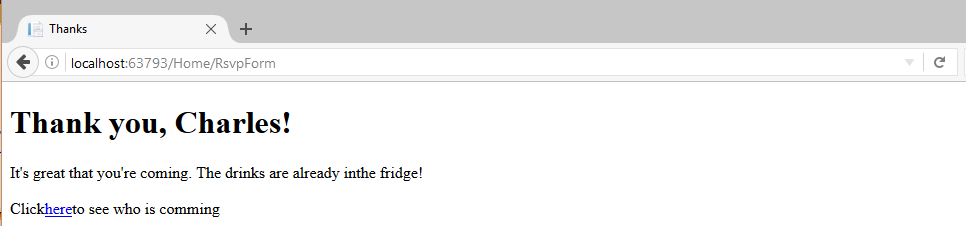 Thanks
localhost:63793/Home/RsvpForm
Thank you, Charles!
It's great that you're coming. The drinks are already inthe fridge!
Clickhereto see who is comming